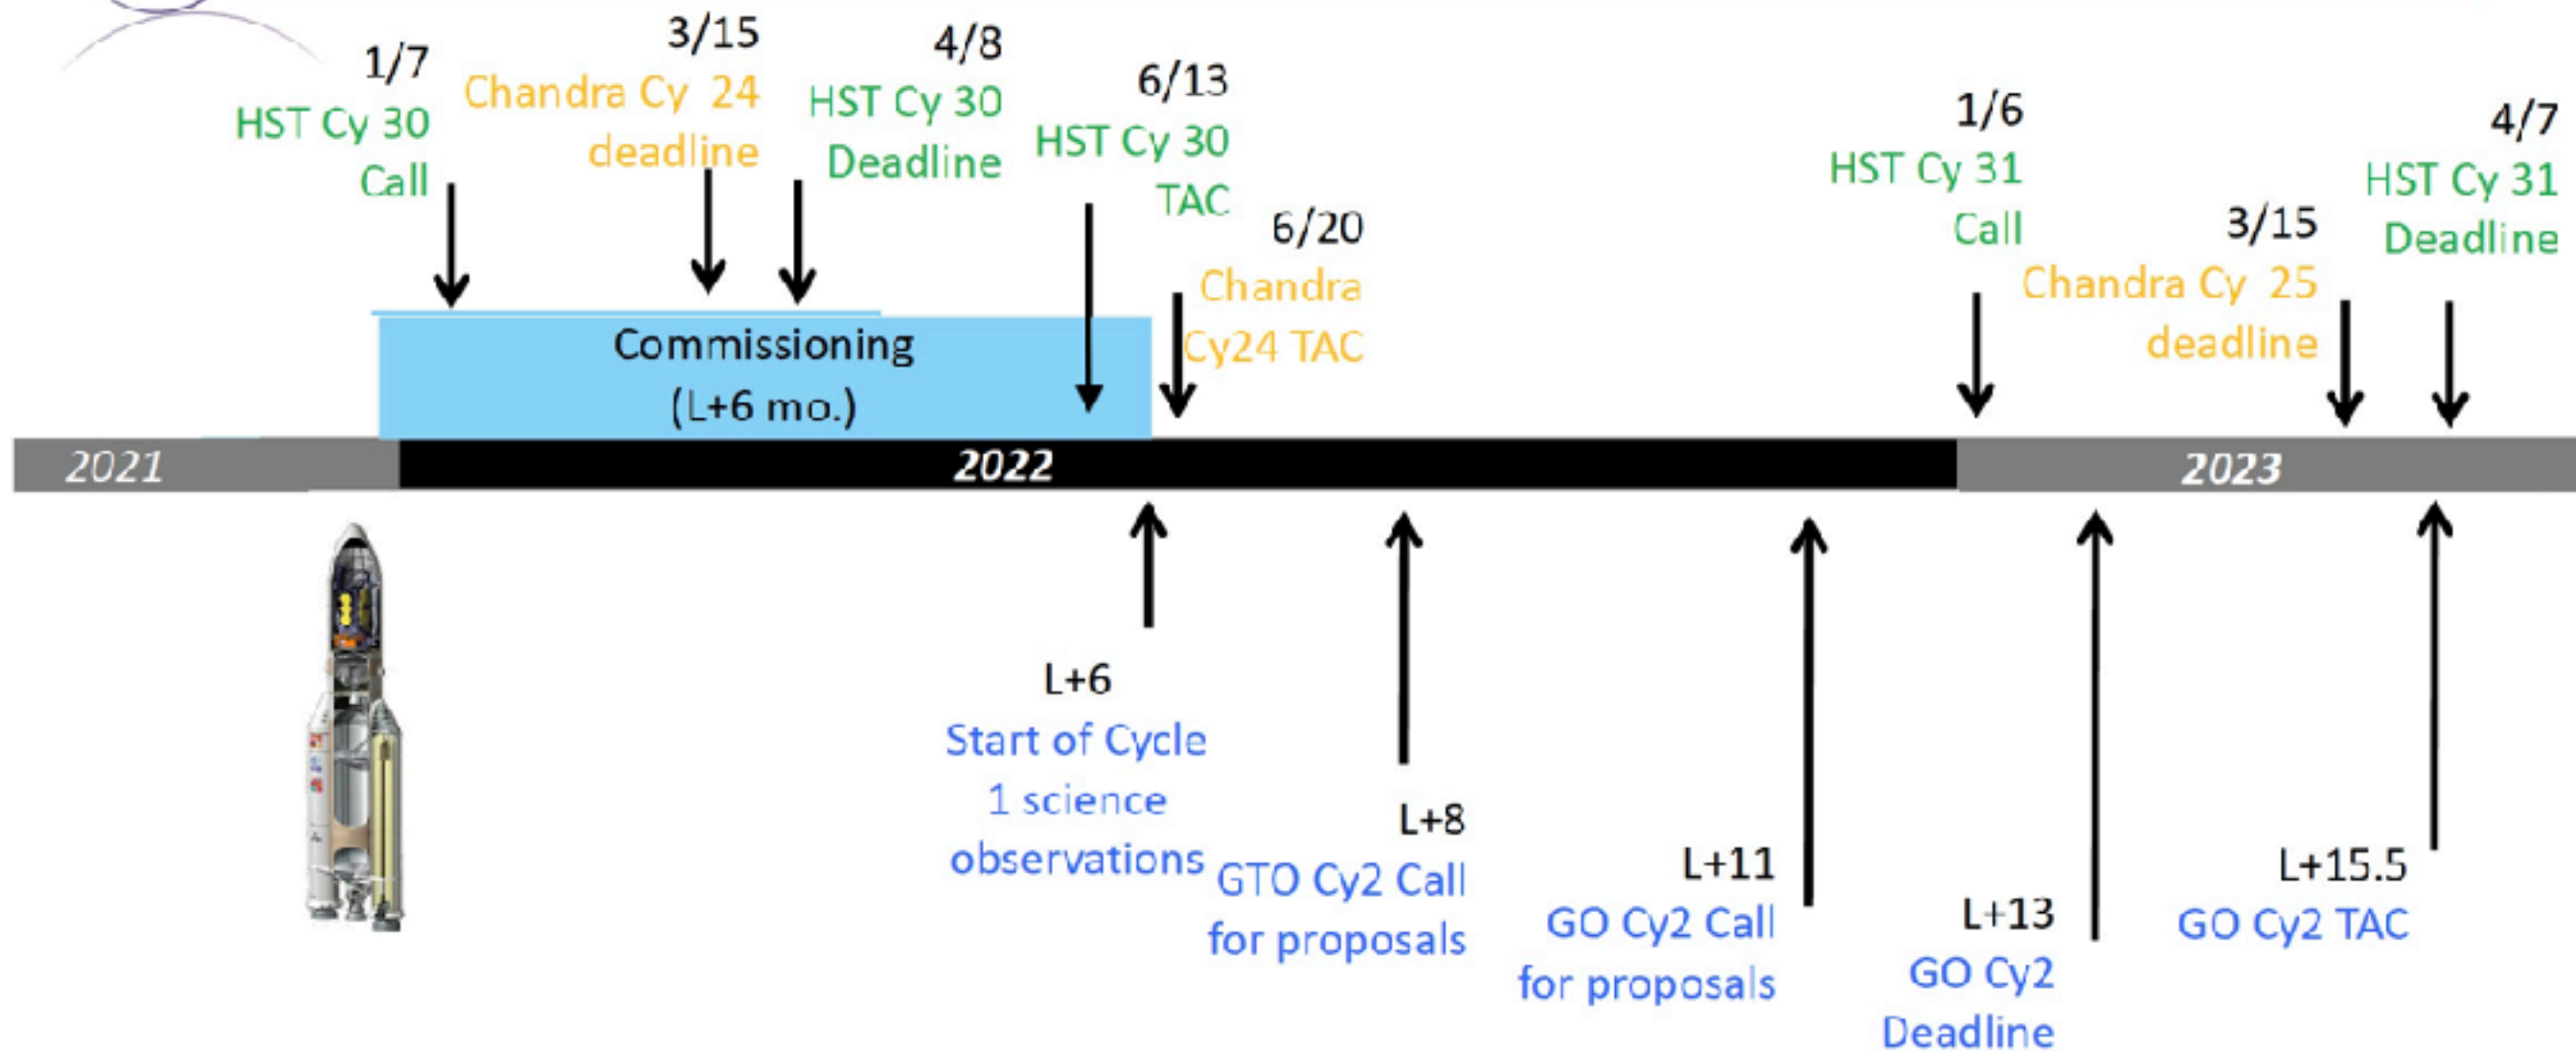 1/7
HST Cy 30
Call
3/15
Chandra Cy 24
deadline
4/8
HST Cy 30
Deadline
6/13
HST Cy 30
TAC
6/20
Chandra
Cy24 TAC
1/6
HST Cy 31
Call
3/15
Chandra Cy 25
deadline
4/7
HST Cy 31
Deadline
Commissioning
(L+6 mo.)
2021
2022
2023
L+6
Start of Cycle
1 science
observations
L+8
GTO Cy2 Call
for proposals
L+11
GO Cy2 Call
for proposals
L+13
GO Cy2
Deadline
L+15.5
GO Cy2 TAC